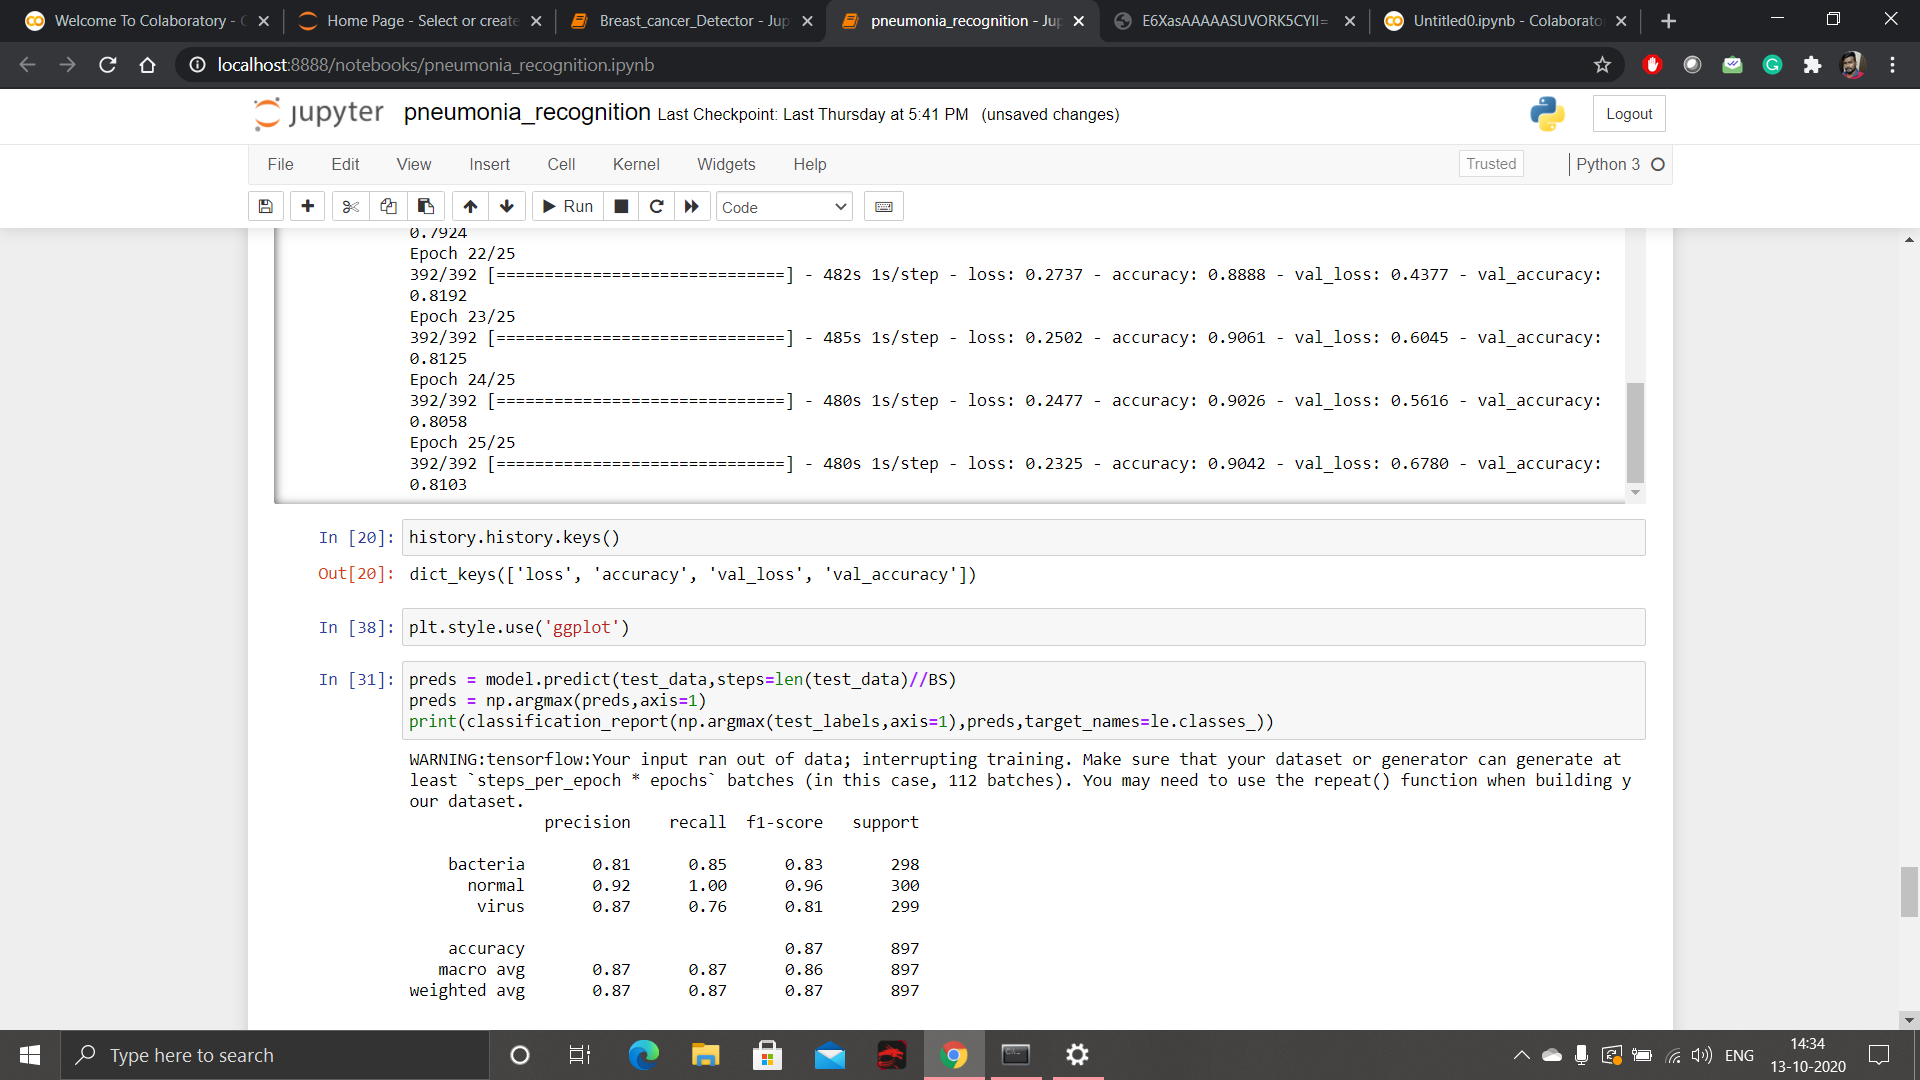 Welcome To Colaboratory - C
Home Page - Select or create
Breast_cancer_Detector - Jup
pneumonia_recognition - Jup
E6XasAAAAASUVORK5CYII=
Untitled0.ipynb - Colaborato
localhost:8888/notebooks/pneumonia_recognition.ipynb
jupyter pneumonia_recognition Last Checkpoint: Last Thursday at 5:41 PM (unsaved changes)
Logout
File Edit View Insert Cell Kernel Widgets Help
Trusted
Python 3
Run
Code
0.7924
Epoch 22/25
392/392 [==============================] - 482s 1s/step - loss: 0.2737 - accuracy: 0.8888 - val_loss: 0.4377 - val_accuracy:
0.8192
Epoch 23/25
392/392 [==============================] - 485s 1s/step - loss: 0.2502 - accuracy: 0.9061 - val_loss: 0.6045 - val_accuracy:
0.8125
Epoch 24/25
392/392 [==============================] - 480s 1s/step - loss: 0.2477 - accuracy: 0.9026 - val_loss: 0.5616 - val_accuracy:
0.8058
Epoch 25/25
392/392 [==============================] - 480s 1s/step - loss: 0.2325 - accuracy: 0.9042 - val_loss: 0.6780 - val_accuracy:
0.8103
In [20]: history.history.keys()
Out[20]: dict_keys(['loss', 'accuracy', 'val_loss', 'val_accuracy'])
In [38]: plt.style.use('ggplot')
In [31]: preds = model.predict(test_data,steps=len(test_data)//BS)
preds = np.argmax(preds,axis=1)
print(classification_report(np.argmax(test_labels,axis=1),preds,target_names=le.classes_))
WARNING:tensorflow:Your input ran out of data; interrupting training. Make sure that your dataset or generator can generate at
least `steps_per_epoch * epochs` batches (in this case, 112 batches). You may need to use the repeat() function when building y
our dataset.
precision recall f1-score support
bacteria 0.81 0.85 0.83 298
normal 0.92 1.00 0.96 300
virus 0.87 0.76 0.81 299
accuracy 0.87 897
macro avg 0.87 0.87 0.86 897
weighted avg 0.87 0.87 0.87 897
Type here to search
ENG
14:34
13-10-2020